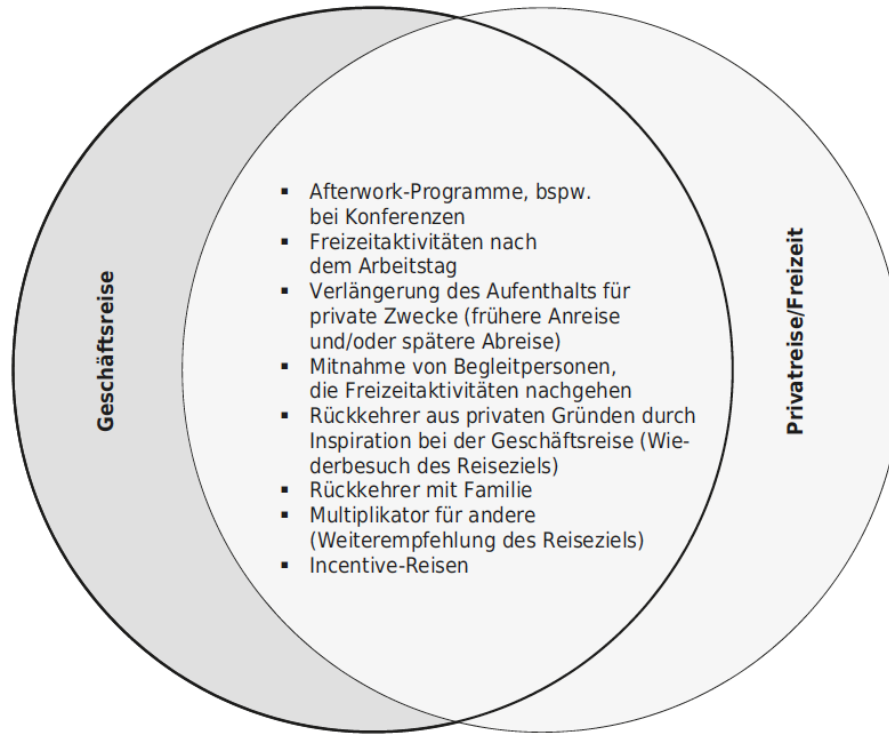 Geschäftsreise
▪ Afterwork-Programme, bspw.
bei Konferenzen
▪ Freizeitaktivitäten nach
dem Arbeitstag
▪ Verlängerung des Aufenthalts für
private Zwecke (frühere Anreise
und/oder spätere Abreise)
▪ Mitnahme von Begleitpersonen,
die Freizeitaktivitäten nachgehen
▪ Rückkehrer aus privaten Gründen durch
Inspiration bei der Geschäftsreise (Wie-
derbesuch des Reiseziels)
▪ Rückkehrer mit Familie
▪ Multiplikator für andere
(Weiterempfehlung des Reiseziels)
▪ Incentive-Reisen
Privatreise/Freizeit